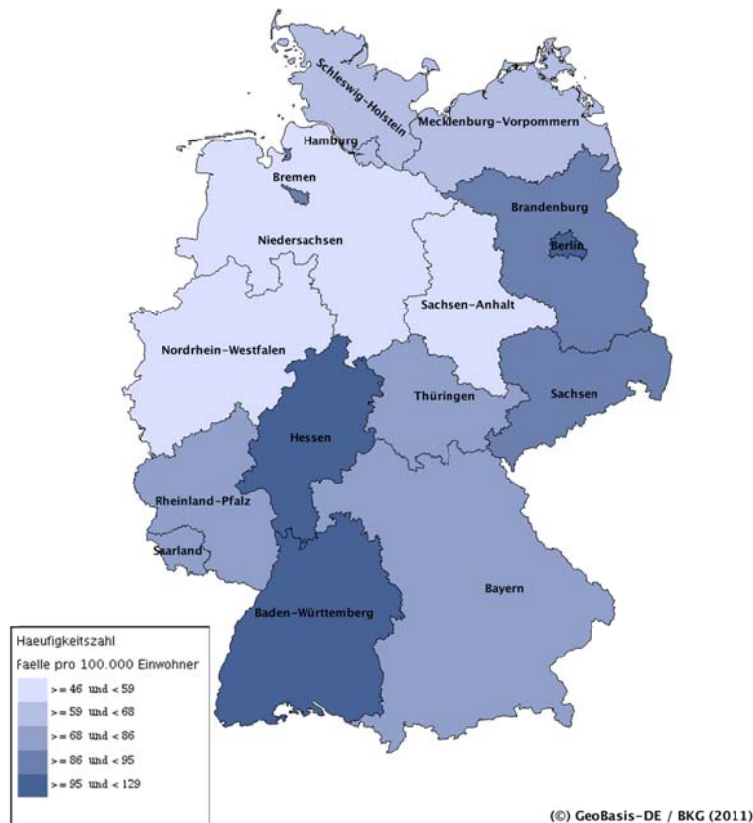 Schleswig-Holstein
Mecklenburg-Vorpommern
Hamburg
Bremen
Brandenburg
Niedersachsen
Berlin
Sachsen-Anhalt
Nordrhein-Westfalen
Thüringen
Sachsen
Hessen
Rheinland-Pfalz
Saarland
Bayern
Baden-Württemberg
Haeufigkeitszahl
Faelle pro 100.000 Einwohner
>= 46 und < 59
>= 59 und < 68
>= 68 und < 86
>= 86 und < 95
>= 95 und < 129
(©) GeoBasis-DE / BKG (2011)